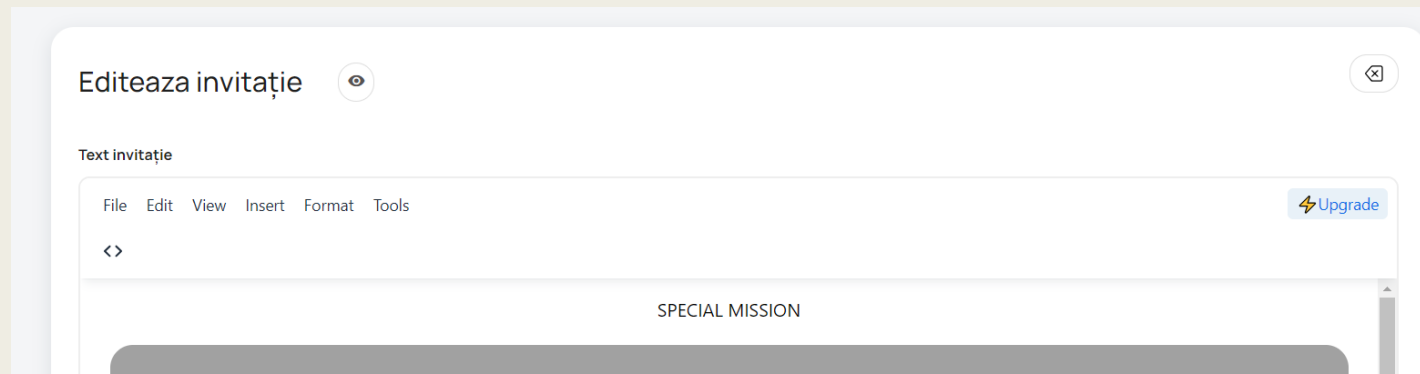 Editeaza invitație
Text invitație
File Edit View Insert Format Tools
⚡Upgrade
<>
SPECIAL MISSION